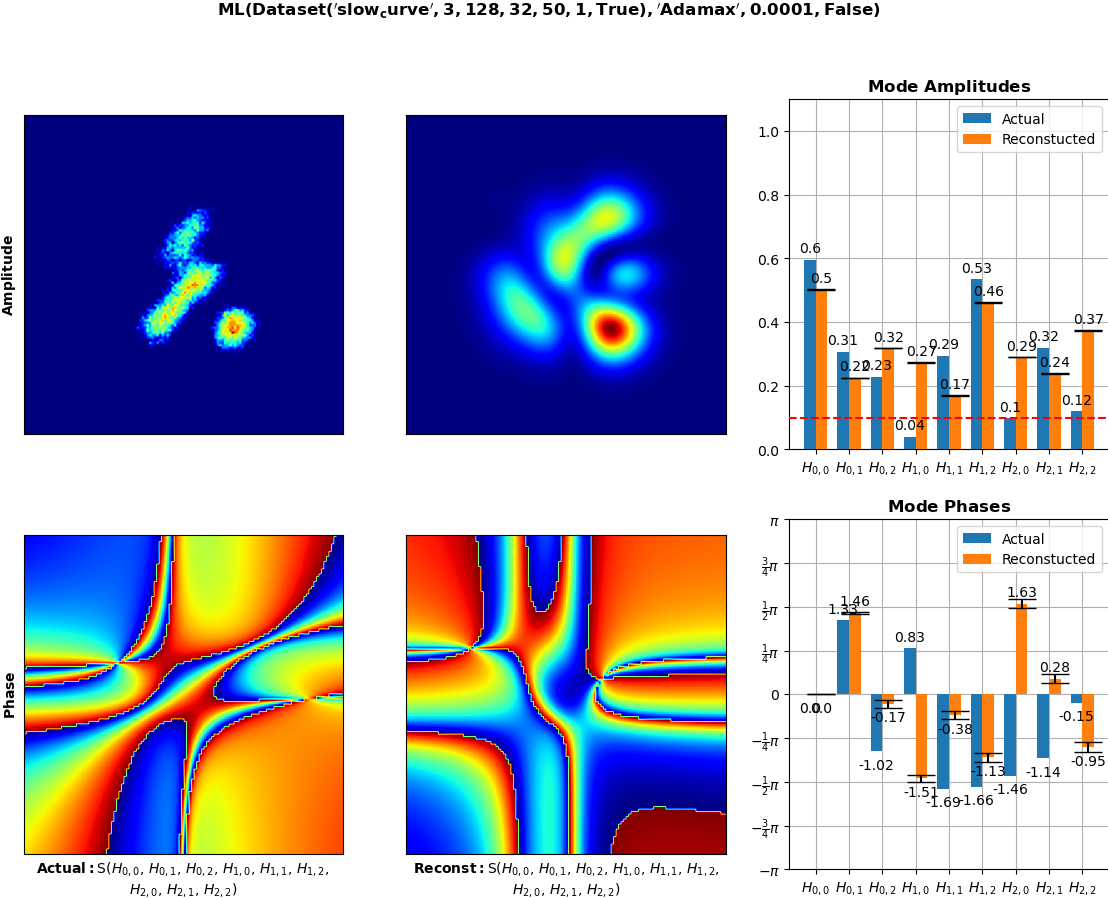 ML(Dataset('slow_curve', 3, 128, 32, 50, 1, True), 'Adamax', 0.0001, False)
Amplitude
Mode Amplitudes
Actual
Reconstucted
1.0
0.8
0.6
0.4
0.2
0.0
0.6 0.5
0.31 0.22
0.23 0.32
0.04 0.27
0.29 0.17
0.53 0.46
0.1 0.29
0.32 0.24
0.12 0.37
H0,0 H0,1 H0,2 H1,0 H1,1 H1,2 H2,0 H2,1 H2,2
Phase
Actual: S(H0,0, H0,1, H0,2, H1,0, H1,1, H1,2,
H2,0, H2,1, H2,2)
Reconst: S(H0,0, H0,1, H0,2, H1,0, H1,1, H1,2,
H2,0, H2,1, H2,2)
Mode Phases
Actual
Reconstucted
π
3/4π
1/2π
1/4π
0
−1/4π
−1/2π
−3/4π
−π
0.0 0.0
1.33 1.46
-1.02 -0.17
0.83 -1.51
-1.69 -0.38
-1.66 -1.13
-1.46 1.63
-1.14 0.28
-0.15 -0.95
H0,0 H0,1 H0,2 H1,0 H1,1 H1,2 H2,0 H2,1 H2,2